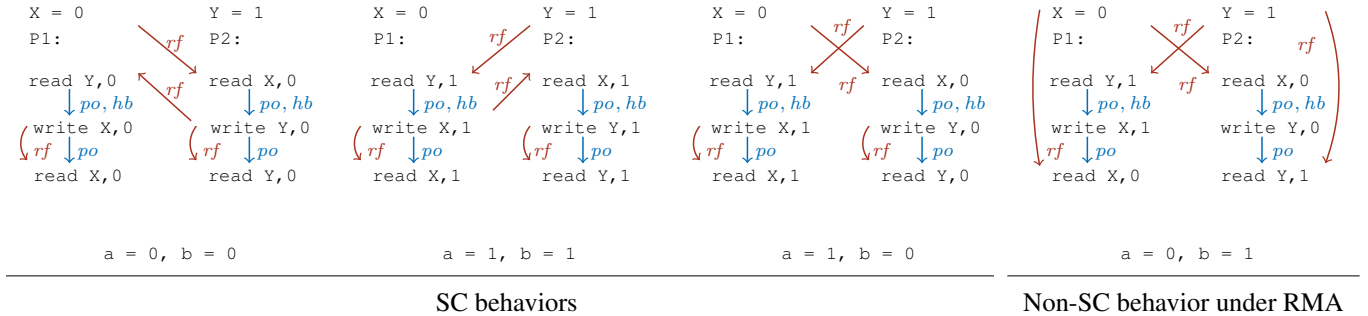 X = 0 Y = 1 X = 0 Y = 1 X = 0 Y = 1 X = 0 Y = 1
P1: P2: P1: P2: P1: P2: P1: P2:
rf rf rf rf
read Y,0 rf read X,0 read Y,1 rf read X,1 read Y,1 rf read X,0 read Y,1 rf read X,0
po, hb po, hb po, hb po, hb po, hb po, hb po, hb po, hb
write X,0 write Y,0 write X,1 write Y,1 write X,1 write Y,0 write X,1 write Y,0
rf po rf po rf po rf po rf po rf po rf po po
read X,0 read Y,0 read X,1 read Y,1 read X,1 read Y,0 read X,0 read Y,1
a = 0, b = 0 a = 1, b = 1 a = 1, b = 0 a = 0, b = 1
SC behaviors Non-SC behavior under RMA